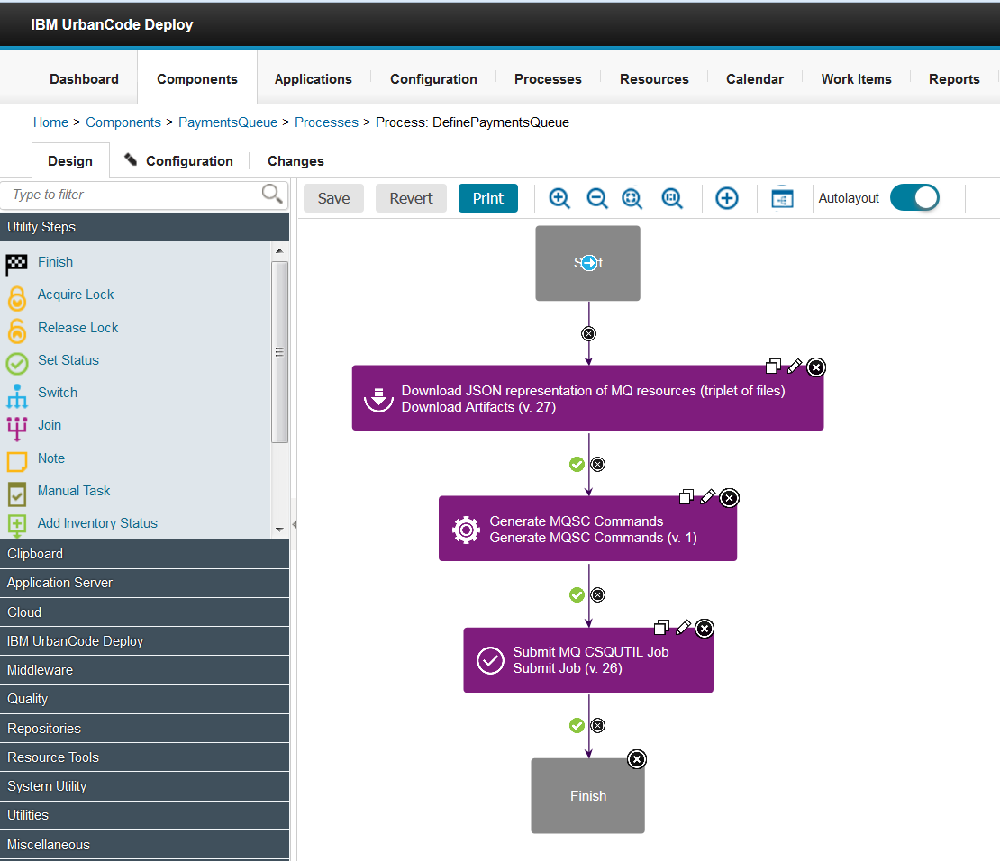 IBM UrbanCode Deploy
Dashboard Components Applications Configuration Processes Resources Calendar Work Items Reports
Home > Components > PaymentsQueue > Processes > Process: DefinePaymentsQueue
Design Configuration Changes
Type to filter
Save Revert Print Autolayout
Utility Steps
Finish
Acquire Lock
Release Lock
Set Status
Switch
Join
Note
Manual Task
Add Inventory Status
Clipboard
Application Server
Cloud
IBM UrbanCode Deploy
Middleware
Quality
Repositories
Resource Tools
System Utility
Utilities
Miscellaneous
Download JSON representation of MQ resources (triplet of files)
Download Artifacts (v. 27)
Generate MQSC Commands
Generate MQSC Commands (v. 1)
Submit MQ CSQUTIL Job
Submit Job (v. 26)
Finish